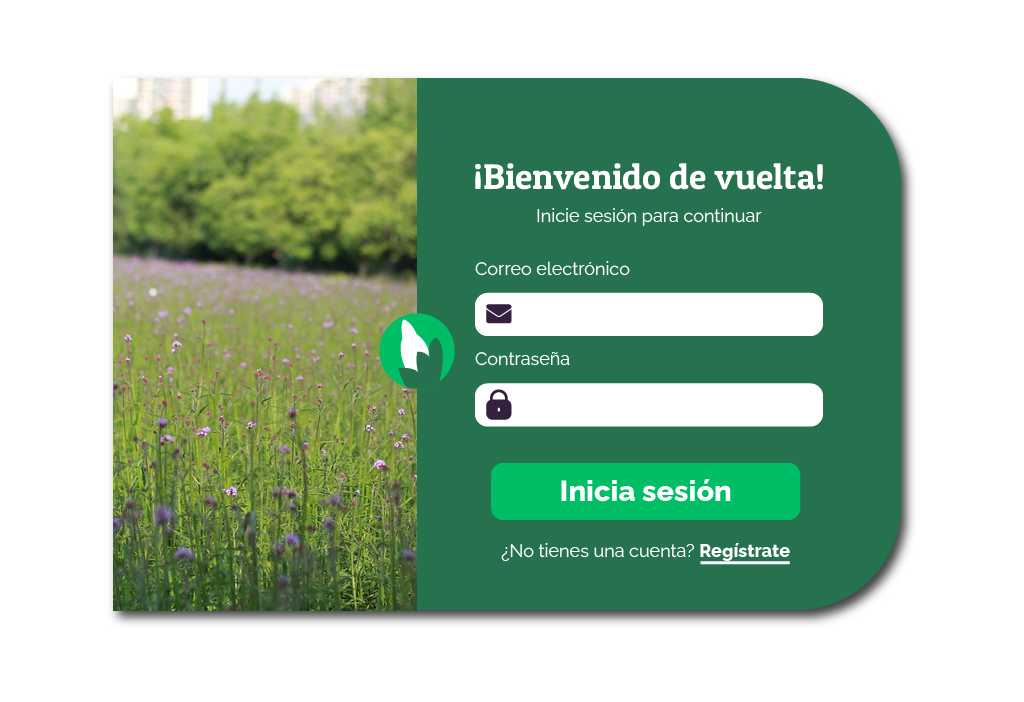 ¡Bienvenido de vuelta!
Inicie sesión para continuar
Correo electrónico
Contraseña
Inicia sesión
¿No tienes una cuenta? Regístrate